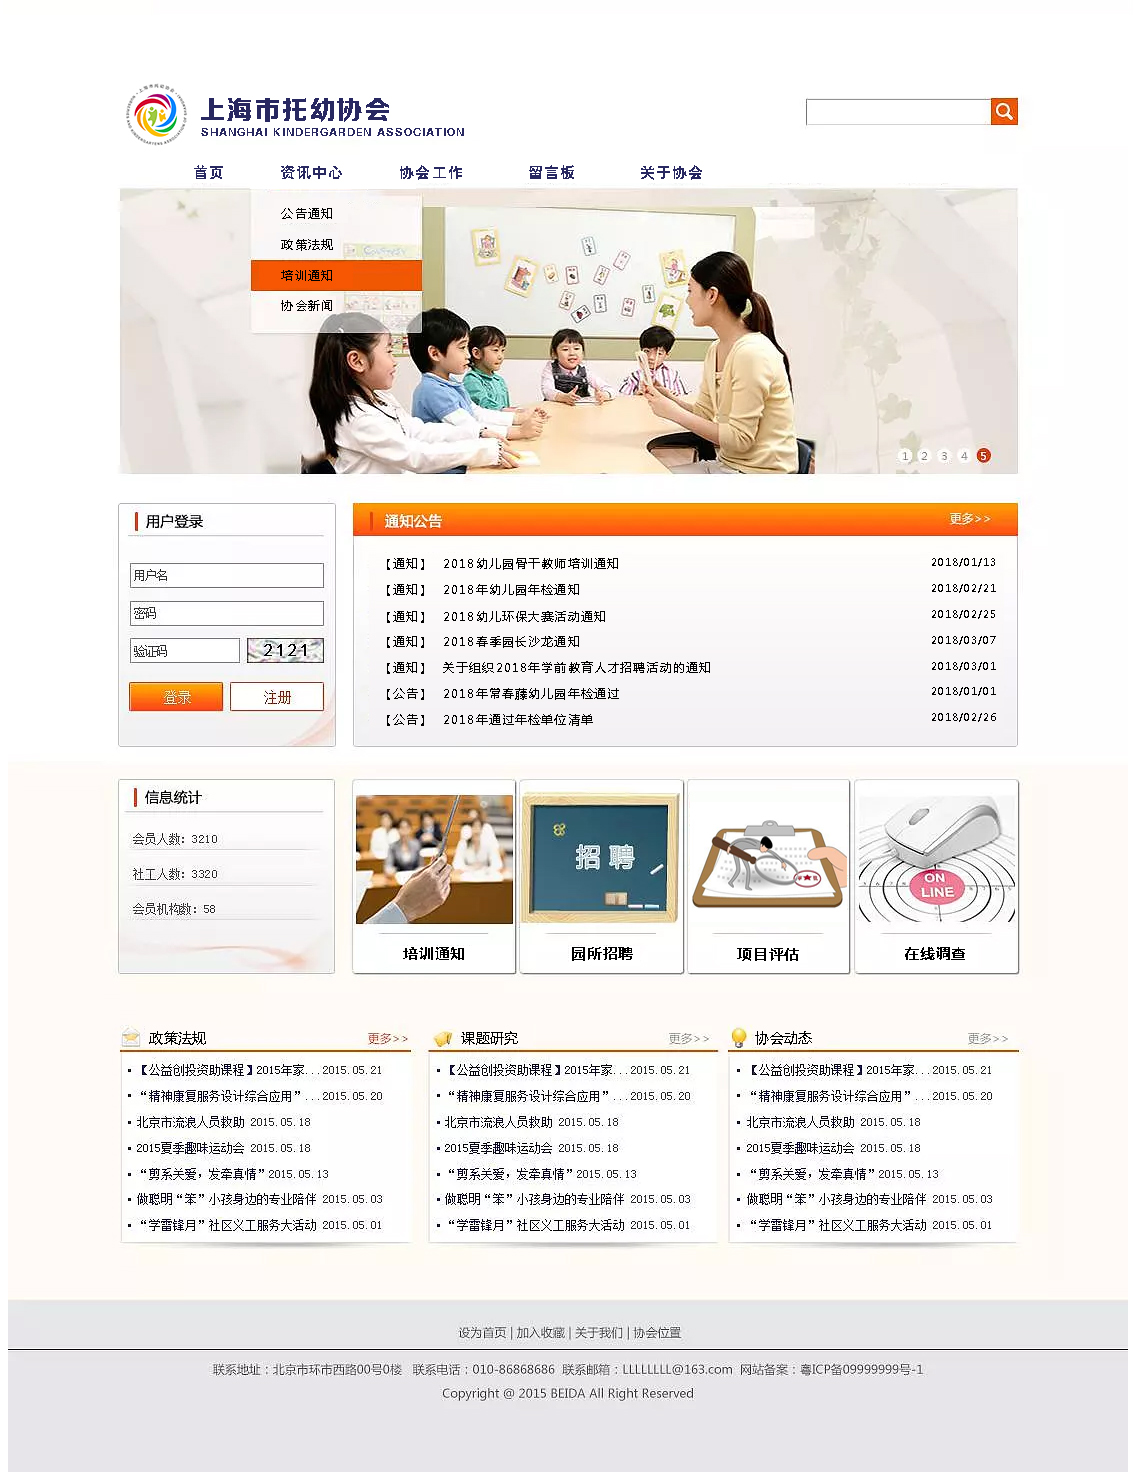 上海市托幼协会
SHANGHAI KINDERGARDEN ASSOCIATION
首页 资讯中心 协会工作 留言板 关于协会
公告通知
政策法规
培训通知
协会新闻
1 2 3 4 5
用户登录
用户名
密码
验证码 2121
登录 注册
通知公告 更多>>
【通知】 2018幼儿园骨干教师培训通知 2018/01/13
【通知】 2018年幼儿园年检通知 2018/02/21
【通知】 2018幼儿环保大赛活动通知 2018/02/25
【通知】 2018春季园长沙龙通知 2018/03/07
【通知】 关于组织2018年学前教育人才招聘活动的通知 2018/03/01
【公告】 2018年常春藤幼儿园年检通过 2018/01/01
【公告】 2018年通过年检单位清单 2018/02/26
信息统计
会员人数: 3210
社工人数: 3320
会员机构数: 58
招聘
ON
LINE
培训通知 园所招聘 项目评估 在线调查
政策法规 更多>>
【公益创投资助课程】2015年家...2015.05.21
“精神康复服务设计综合应用”...2015.05.20
北京市流浪人员救助 2015.05.18
2015夏季趣味运动会 2015.05.18
“剪系关爱，发牵真情”2015.05.13
做聪明“笨”小孩身边的专业陪伴 2015.05.03
“学雷锋月”社区义工服务大活动 2015.05.01
课题研究 更多>>
【公益创投资助课程】2015年家...2015.05.21
“精神康复服务设计综合应用”...2015.05.20
北京市流浪人员救助 2015.05.18
2015夏季趣味运动会 2015.05.18
“剪系关爱，发牵真情”2015.05.13
做聪明“笨”小孩身边的专业陪伴 2015.05.03
“学雷锋月”社区义工服务大活动 2015.05.01
协会动态 更多>>
【公益创投资助课程】2015年家...2015.05.21
“精神康复服务设计综合应用”...2015.05.20
北京市流浪人员救助 2015.05.18
2015夏季趣味运动会 2015.05.18
“剪系关爱，发牵真情”2015.05.13
做聪明“笨”小孩身边的专业陪伴 2015.05.03
“学雷锋月”社区义工服务大活动 2015.05.01
设为首页 | 加入收藏 | 关于我们 | 协会位置
联系地址：北京市环市西路00号0楼 联系电话：010-86868686 联系邮箱：LLLLLLLL@163.com 网站备案：粤ICP备09999999号-1
Copyright @ 2015 BEIDA All Right Reserved